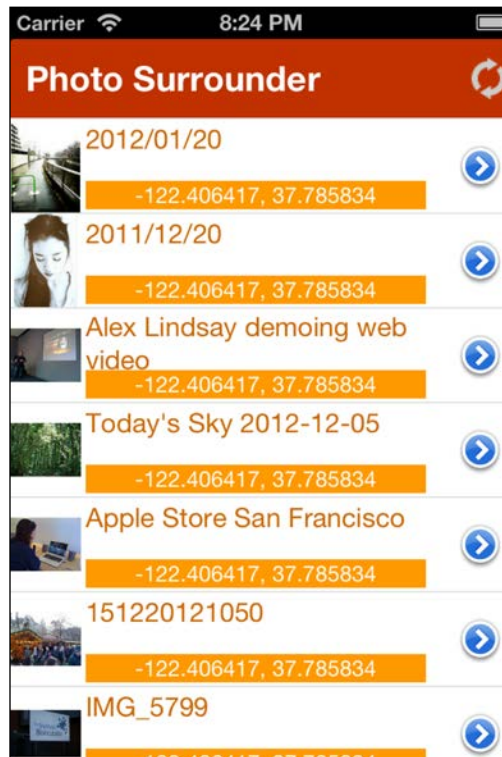 Carrier 8:24 PM
Photo Surrounder
2012/01/20
-122.406417, 37.785834
2011/12/20
-122.406417, 37.785834
Alex Lindsay demoing web
video
-122.406417, 37.785834
Today's Sky 2012-12-05
-122.406417, 37.785834
Apple Store San Francisco
-122.406417, 37.785834
151220121050
-122.406417, 37.785834
IMG_5799